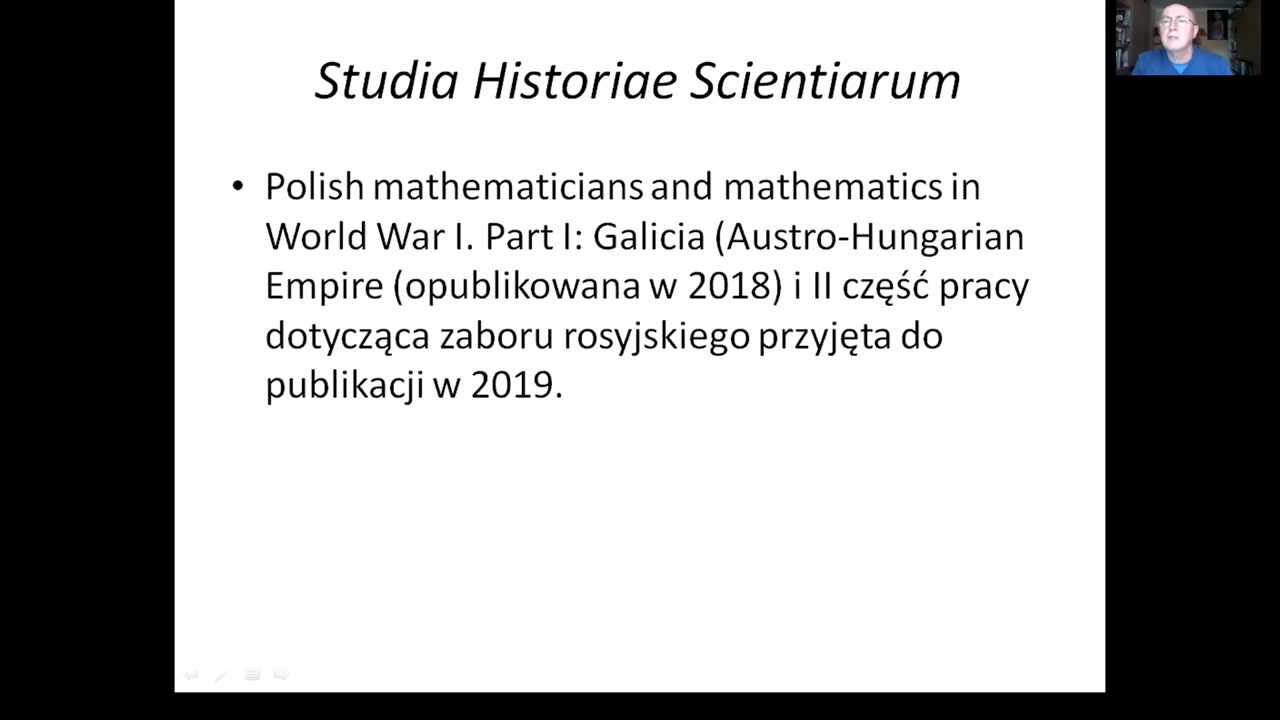 Studia Historiae Scientiarum
• Polish mathematicians and mathematics in
World War I. Part I: Galicia (Austro-Hungarian
Empire (opublikowana w 2018) i II część pracy
dotycząca zaboru rosyjskiego przyjęta do
publikacji w 2019.